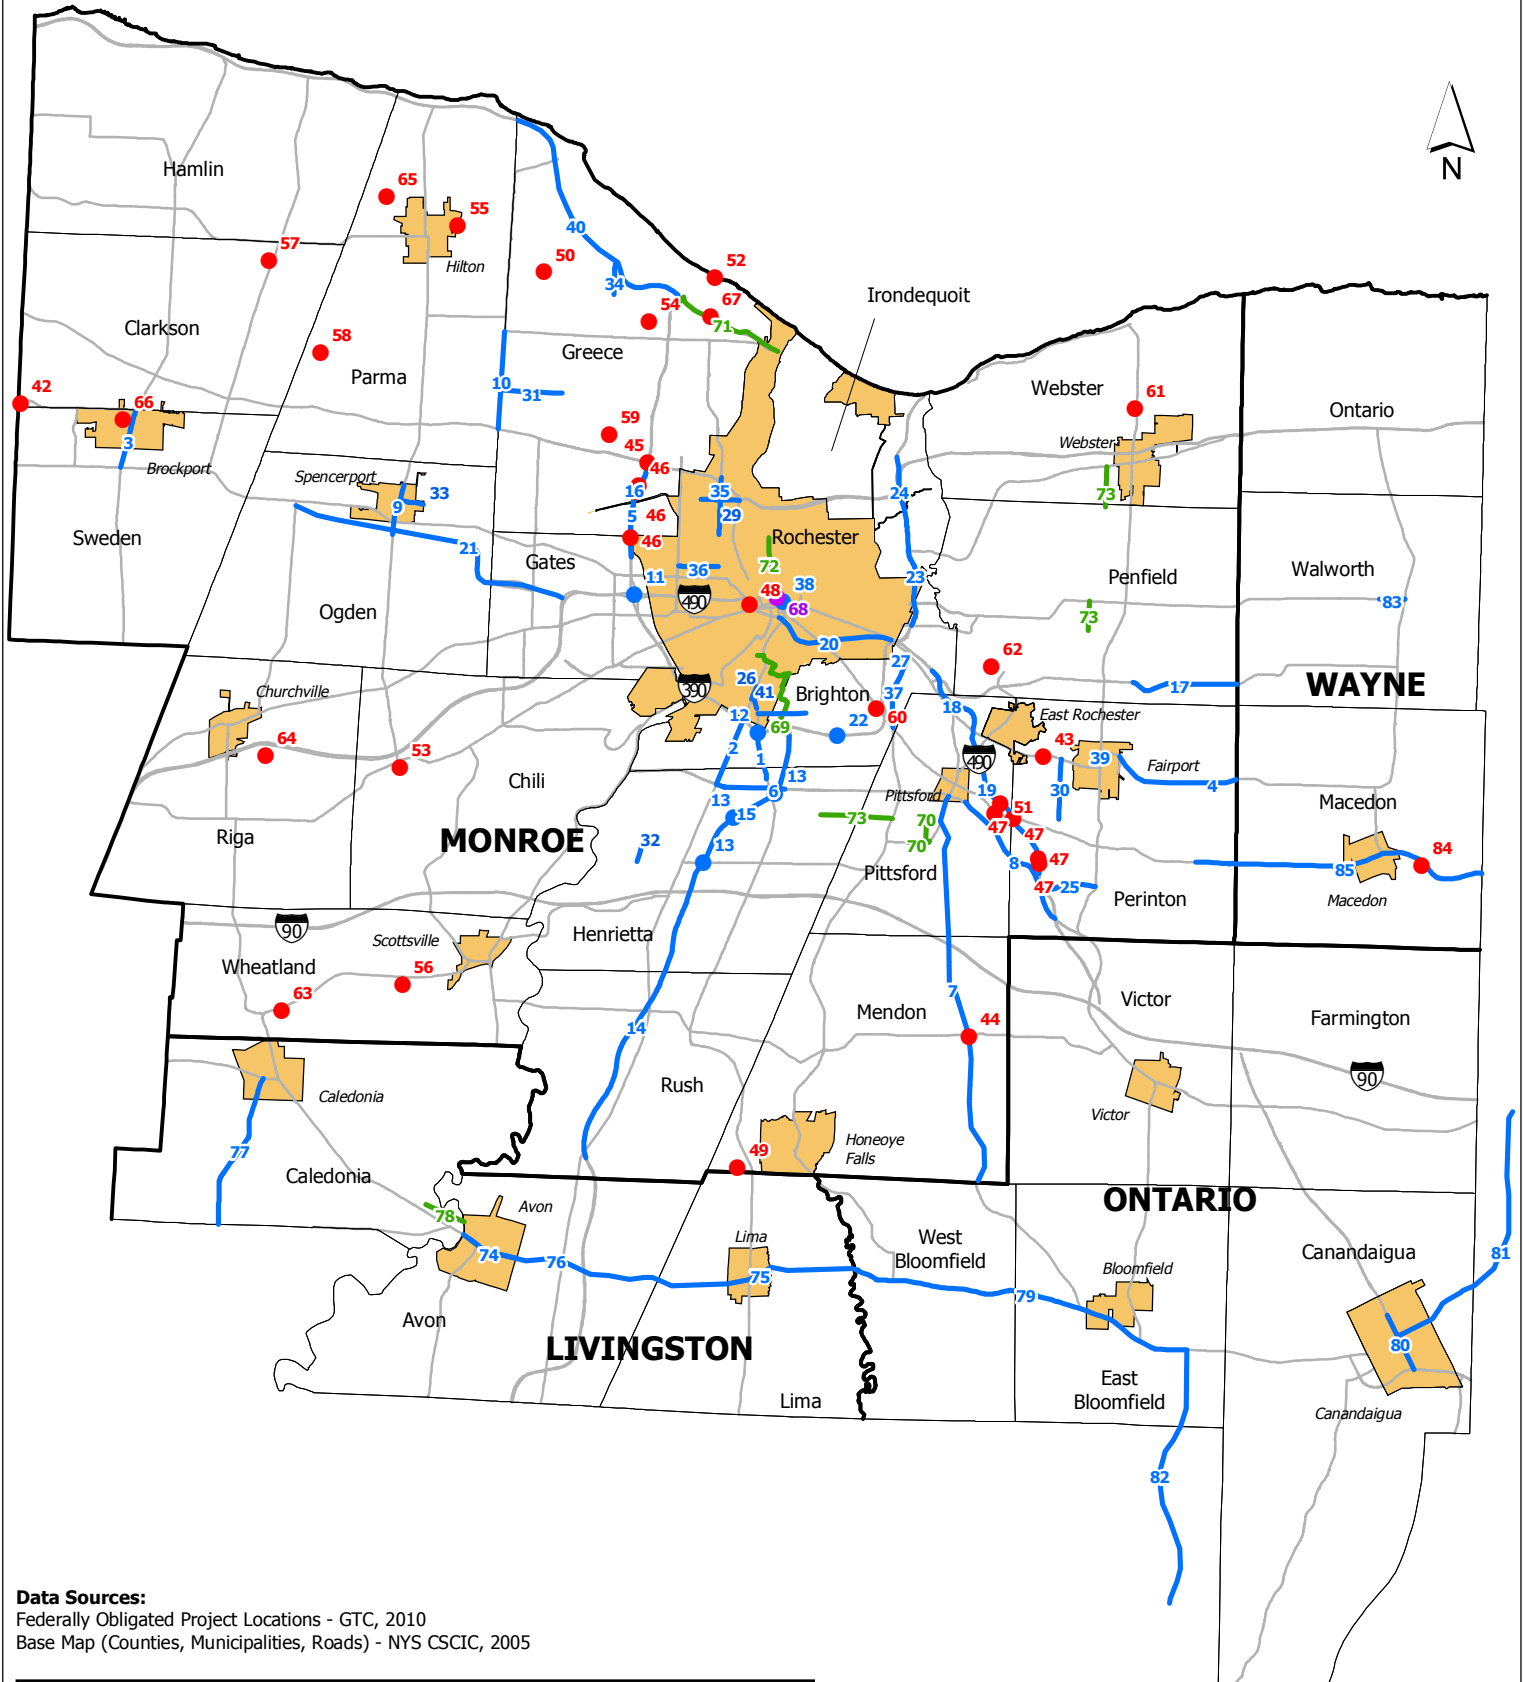 N
Hamlin
65
55
40
57
Hilton
50
52
Irondequoit
34
54
67
71
Clarkson
58
Greece
Parma
10
31
Webster
61
Ontario
42
66
59
45
Webster
3
Brockport
46
Spencerport
33
16
35
24
73
9
5
46
29
Sweden
21
46
Rochester
Gates
72
36
11
Penfield
Walworth
490
48
38
23
68
83
Ogden
73
20
27
62
26
390
41
Brighton
37
17
WAYNE
Churchville
12
69
22
60
18
East Rochester
64
53
2
1
43
39
Fairport
490
Chili
13
13
6
Pittsford
19
30
4
Macedon
15
73
70
51
47
47
MONROE
Riga
32
13
70
8
47
84
85
Pittsford
47
25
Perinton
Macedon
90
Scottsville
Henrietta
Wheatland
56
63
7
Victor
Mendon
44
Farmington
14
90
Rush
Caledonia
Victor
77
Honeoye
Falls
49
Caledonia
ONTARIO
78
Avon
74
76
Lima
75
West
Bloomfield
Bloomfield
Canandaigua
81
79
Avon
LIVINGSTON
80
Lima
East
Bloomfield
Canandaigua
82
Data Sources:
Federally Obligated Project Locations - GTC, 2010
Base Map (Counties, Municipalities, Roads) - NYS CSCIC, 2005